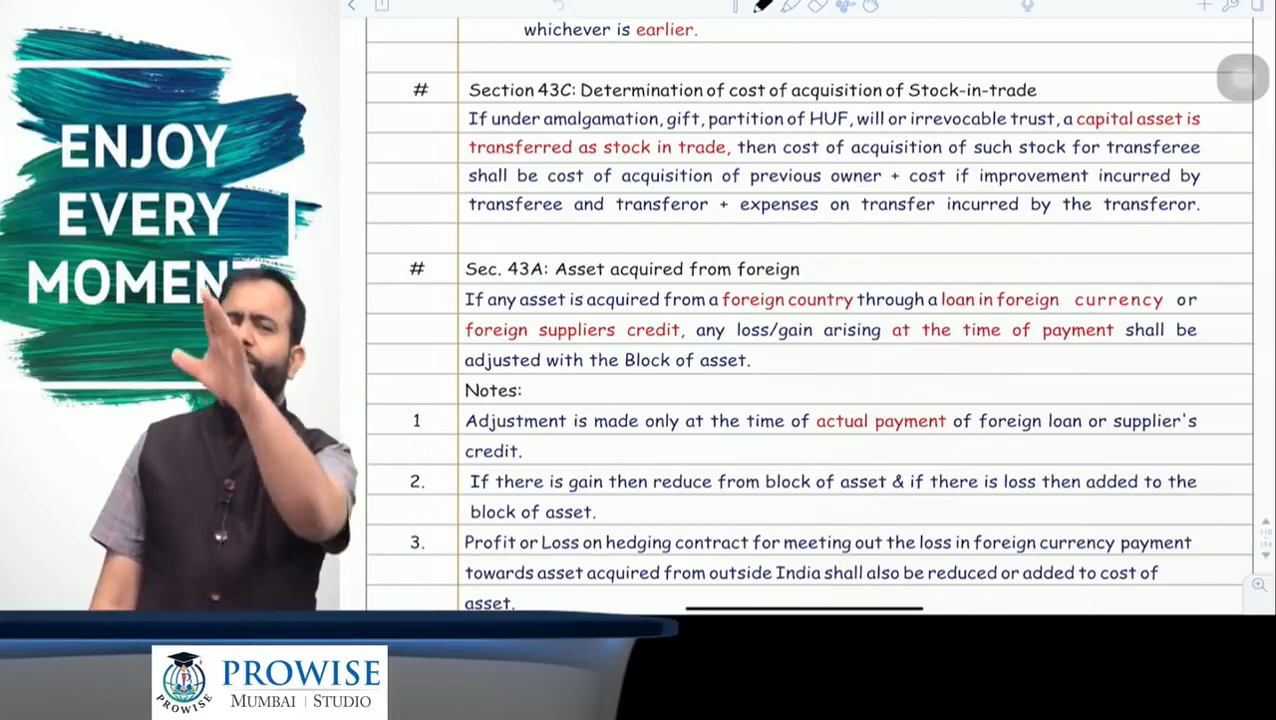 whichever is earlier.
# Section 43C: Determination of cost of acquisition of Stock-in-trade
If under amalgamation, gift, partition of HUF, will or irrevocable trust, a capital asset is
transferred as stock in trade, then cost of acquisition of such stock for transferee
shall be cost of acquisition of previous owner + cost if improvement incurred by
transferee and transferor + expenses on transfer incurred by the transferor.
# Sec. 43A: Asset acquired from foreign
If any asset is acquired from a foreign country through a loan in foreign currency or
foreign suppliers credit, any loss/gain arising at the time of payment shall be
adjusted with the Block of asset.
Notes:
1 Adjustment is made only at the time of actual payment of foreign loan or supplier's
credit.
2. If there is gain then reduce from block of asset & if there is loss then added to the
block of asset.
3. Profit or Loss on hedging contract for meeting out the loss in foreign currency payment
towards asset acquired from outside India shall also be reduced or added to cost of
asset.
ENJOY
EVERY
MOMENT
PROWISE
PROWISE
MUMBAI | STUDIO